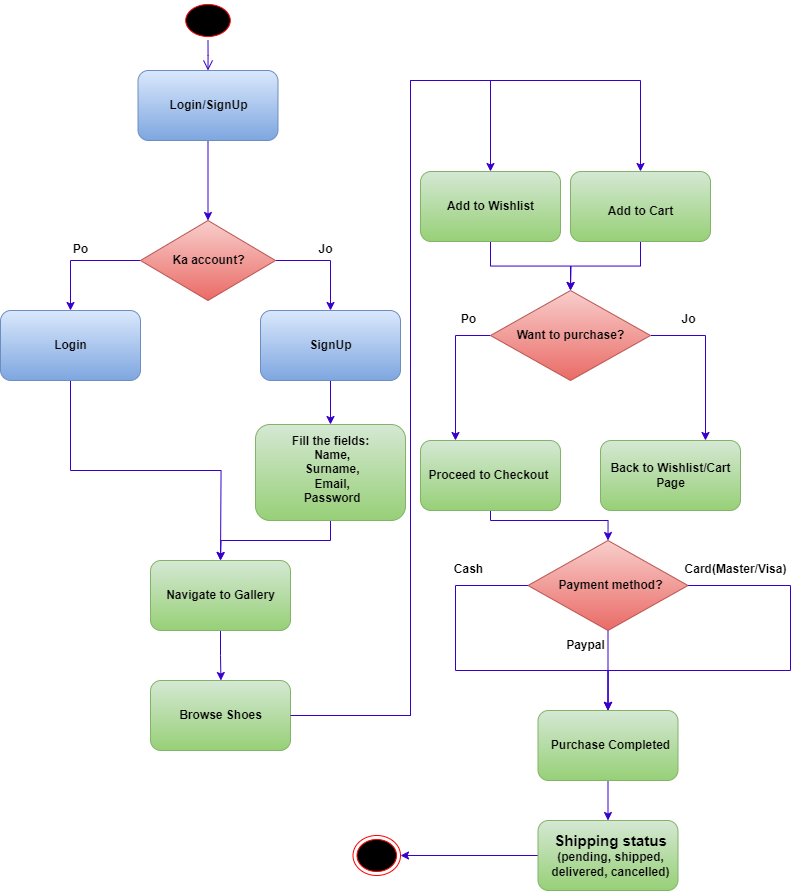 Login/SignUp
Ka account?
Po
Jo
Login
SignUp
Fill the fields:
Name,
Surname,
Email,
Password
Navigate to Gallery
Browse Shoes
Add to Wishlist
Add to Cart
Want to purchase?
Po
Jo
Proceed to Checkout
Back to Wishlist/Cart
Page
Payment method?
Cash
Card(Master/Visa)
Paypal
Purchase Completed
Shipping status
(pending, shipped,
delivered, cancelled)